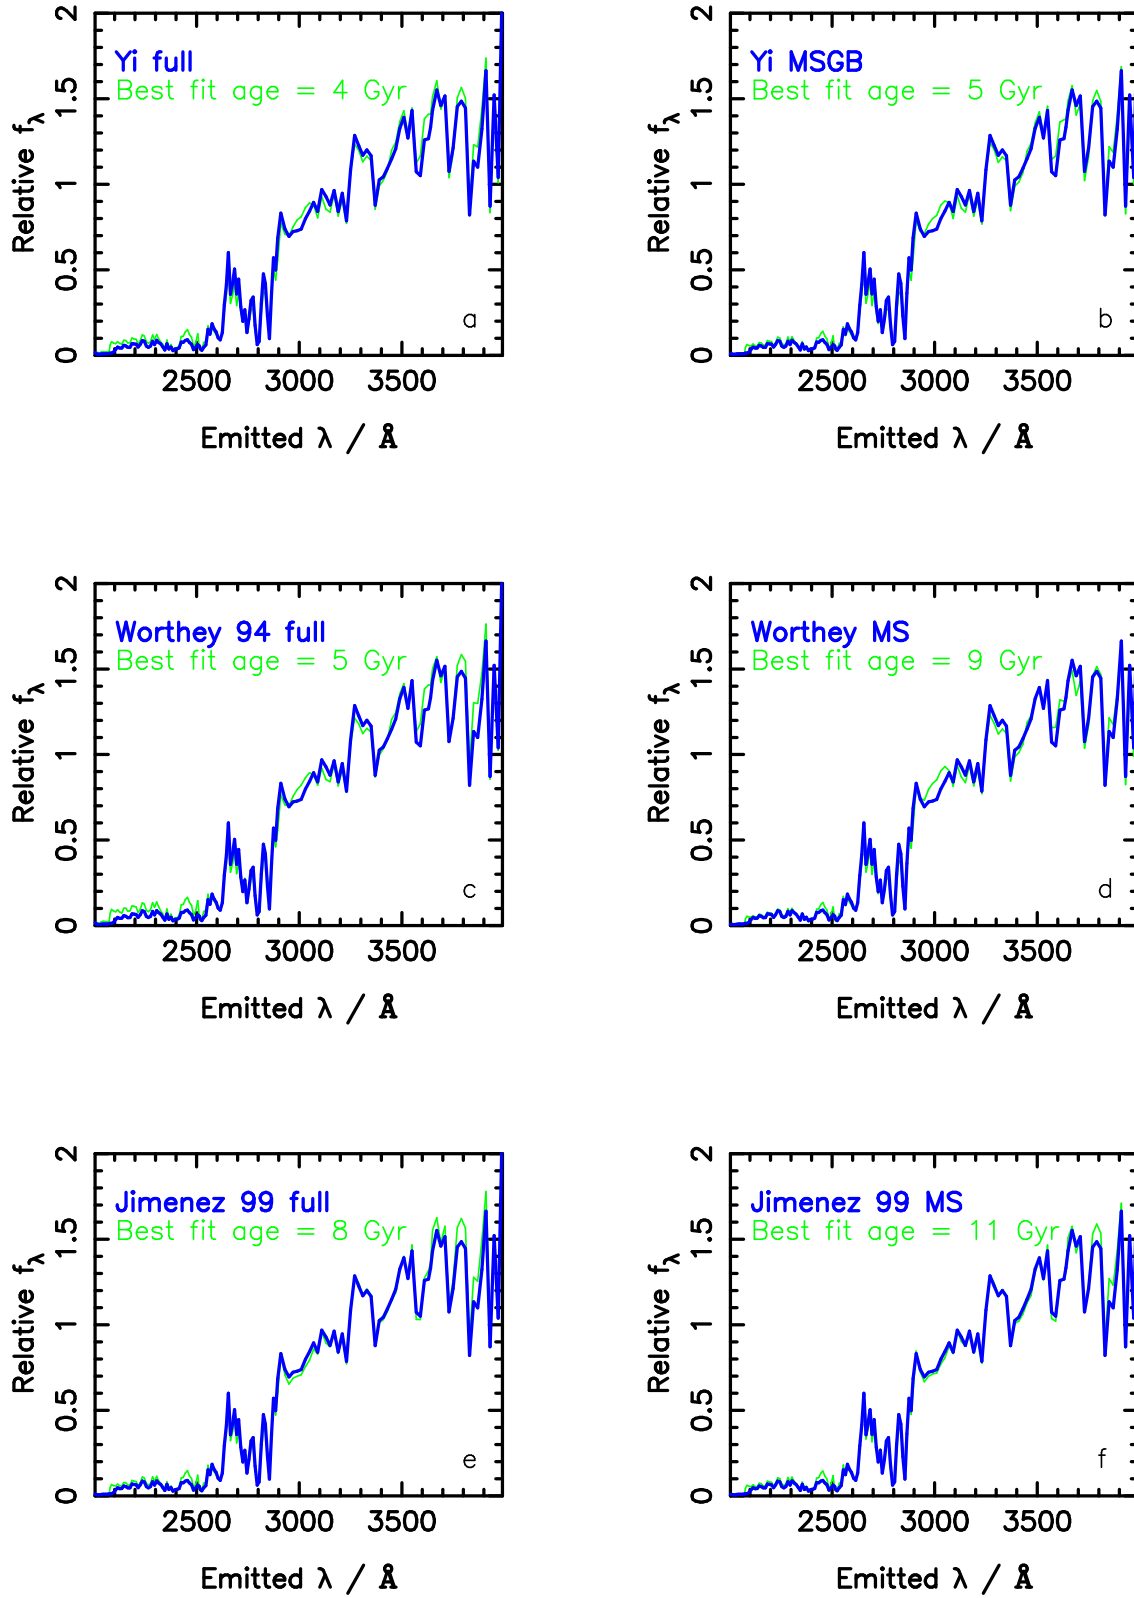 2
1.5
1
0.5
0
Relative fλ
Yi full
Best fit age = 4 Gyr
a
2500 3000 3500
Emitted λ / Å
2
1.5
1
0.5
0
Relative fλ
Yi MSGB
Best fit age = 5 Gyr
b
2500 3000 3500
Emitted λ / Å
2
1.5
1
0.5
0
Relative fλ
Worthey 94 full
Best fit age = 5 Gyr
c
2500 3000 3500
Emitted λ / Å
2
1.5
1
0.5
0
Relative fλ
Worthey MS
Best fit age = 9 Gyr
d
2500 3000 3500
Emitted λ / Å
2
1.5
1
0.5
0
Relative fλ
Jimenez 99 full
Best fit age = 8 Gyr
e
2500 3000 3500
Emitted λ / Å
2
1.5
1
0.5
0
Relative fλ
Jimenez 99 MS
Best fit age = 11 Gyr
f
2500 3000 3500
Emitted λ / Å